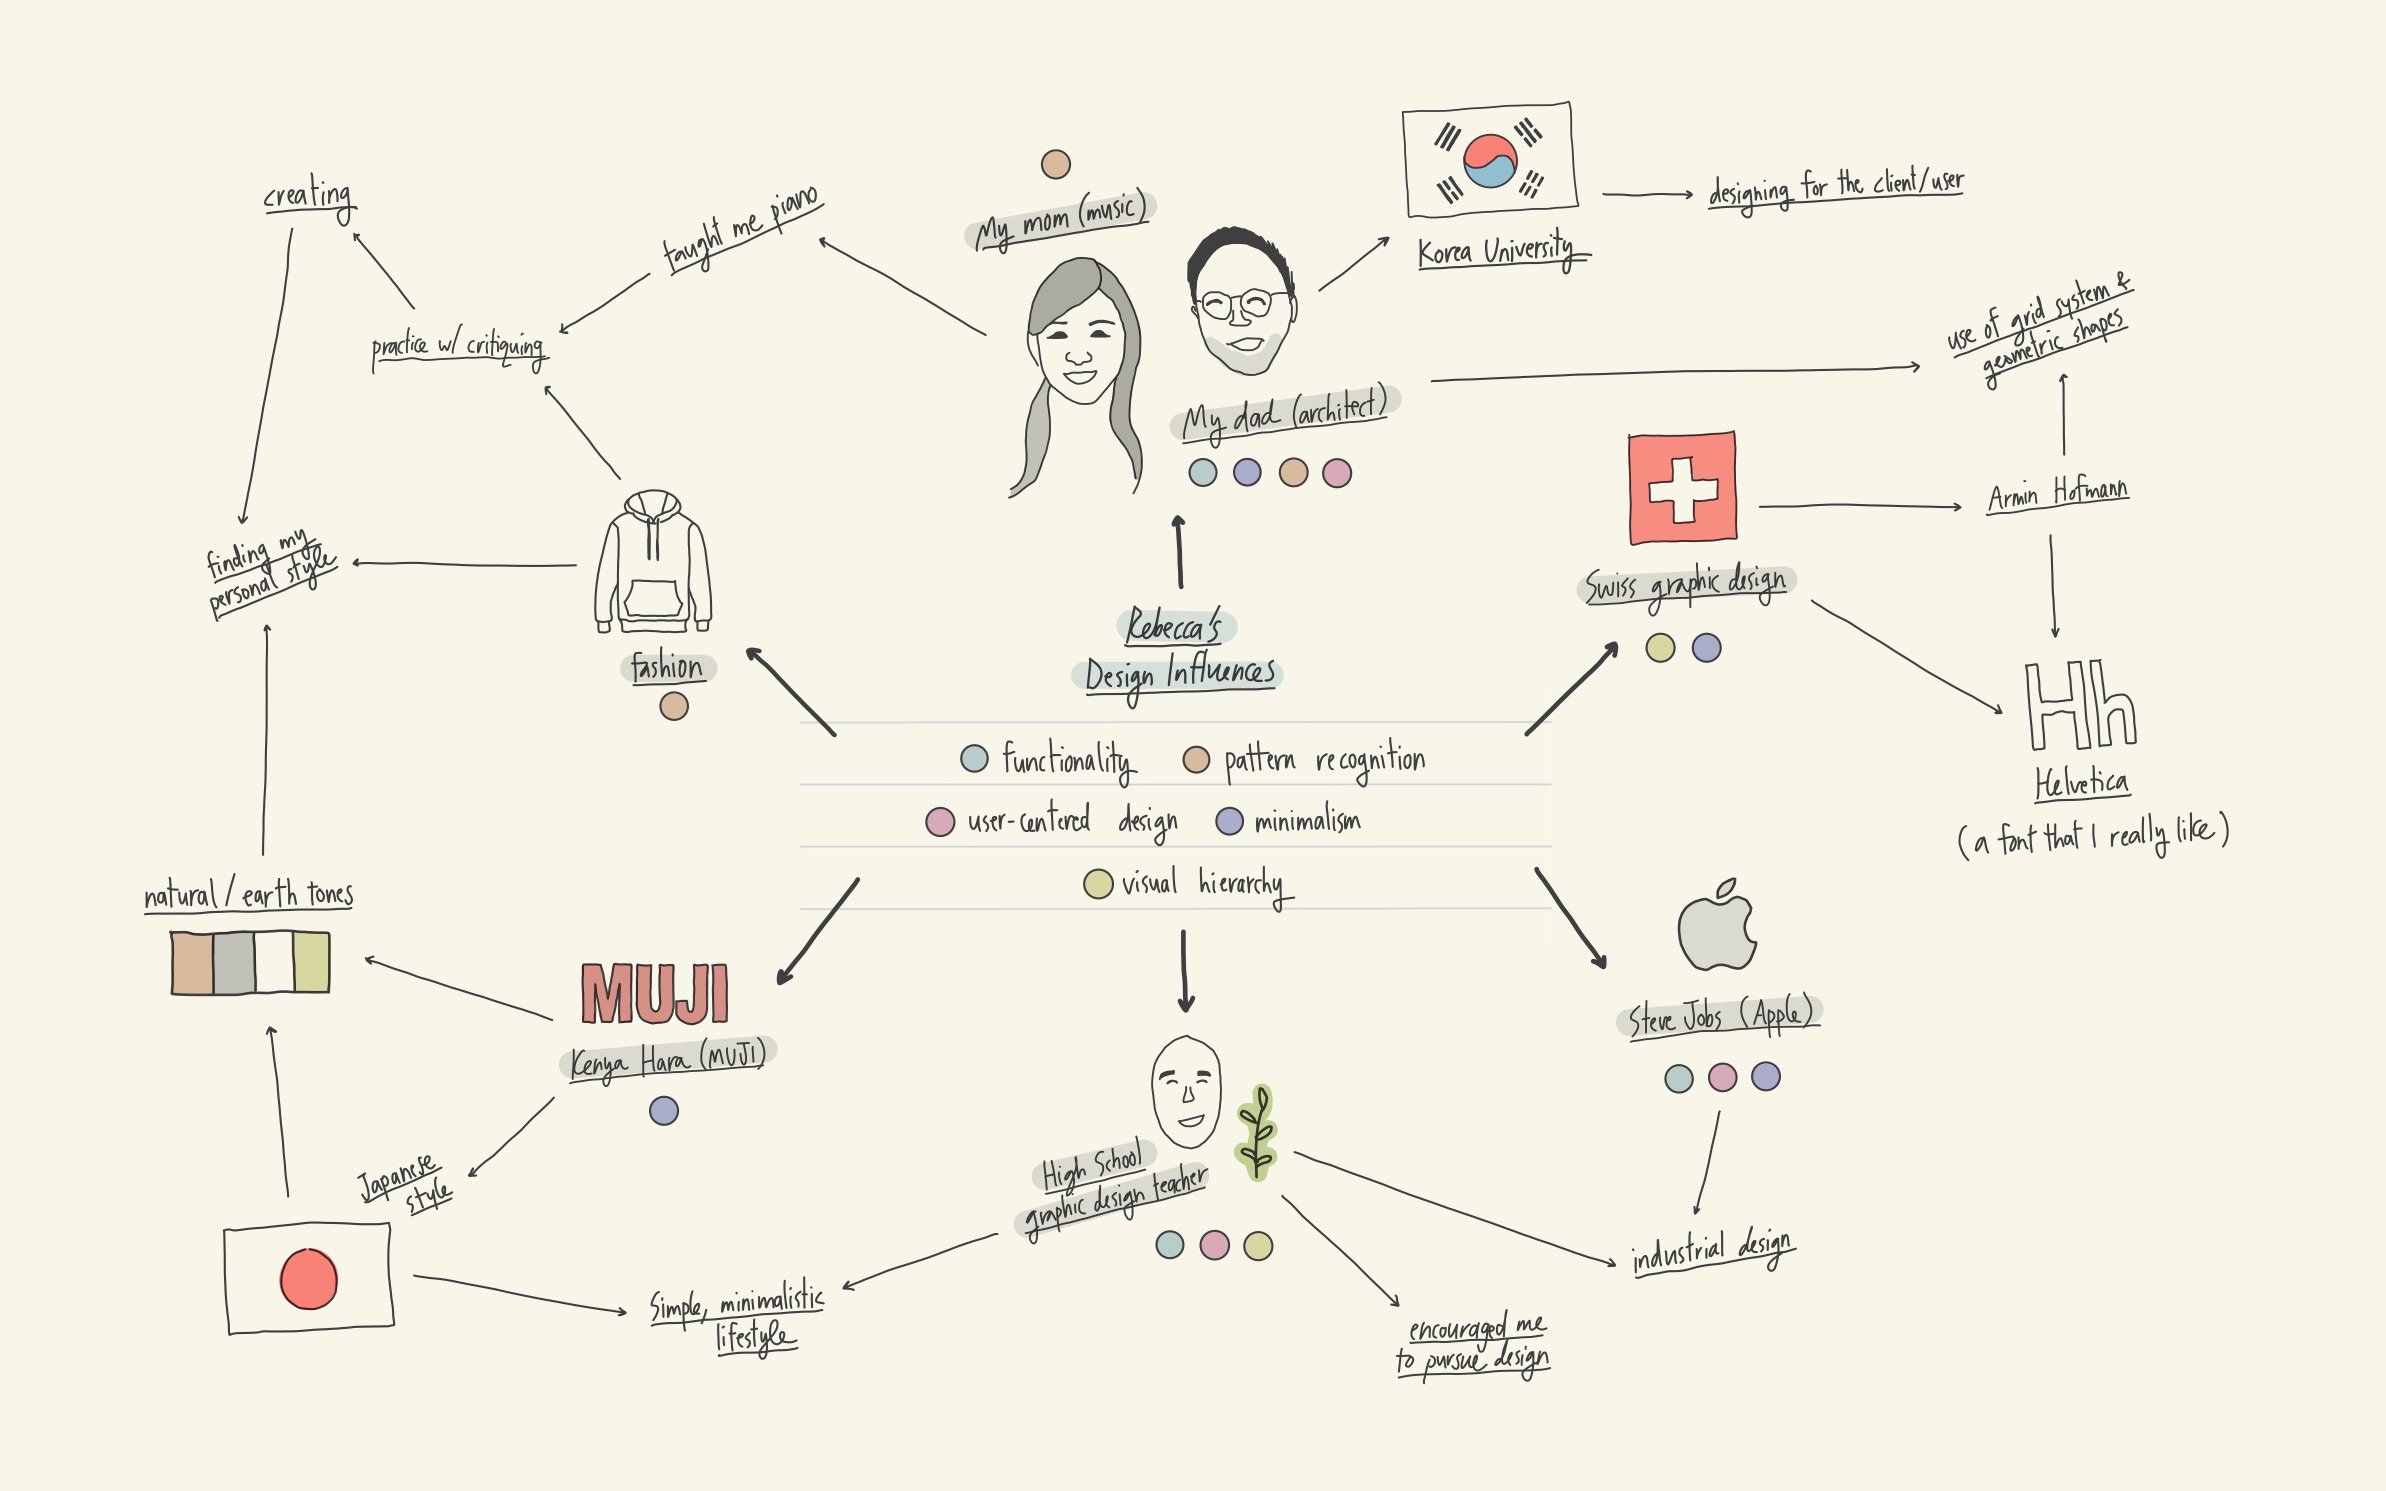 creating
taught me piano
My mom (music)
Korea University
designing for the client/user
practice w/ critiquing
My dad (architect)
use of grid system &
geometric shapes
Armin Hofmann
Swiss graphic design
finding my
personal style
fashion
Rebecca's
Design Influences
functionality
pattern recognition
user-centered design
minimalism
visual hierarchy
Hh
Helvetica
(a font that I really like)
natural / earth tones
MUJI
Kenya Hara (MUJI)
Steve Jobs (Apple)
Japanese
style
High School
graphic design teacher
Simple, minimalistic
lifestyle
industrial design
encouraged me
to pursue design